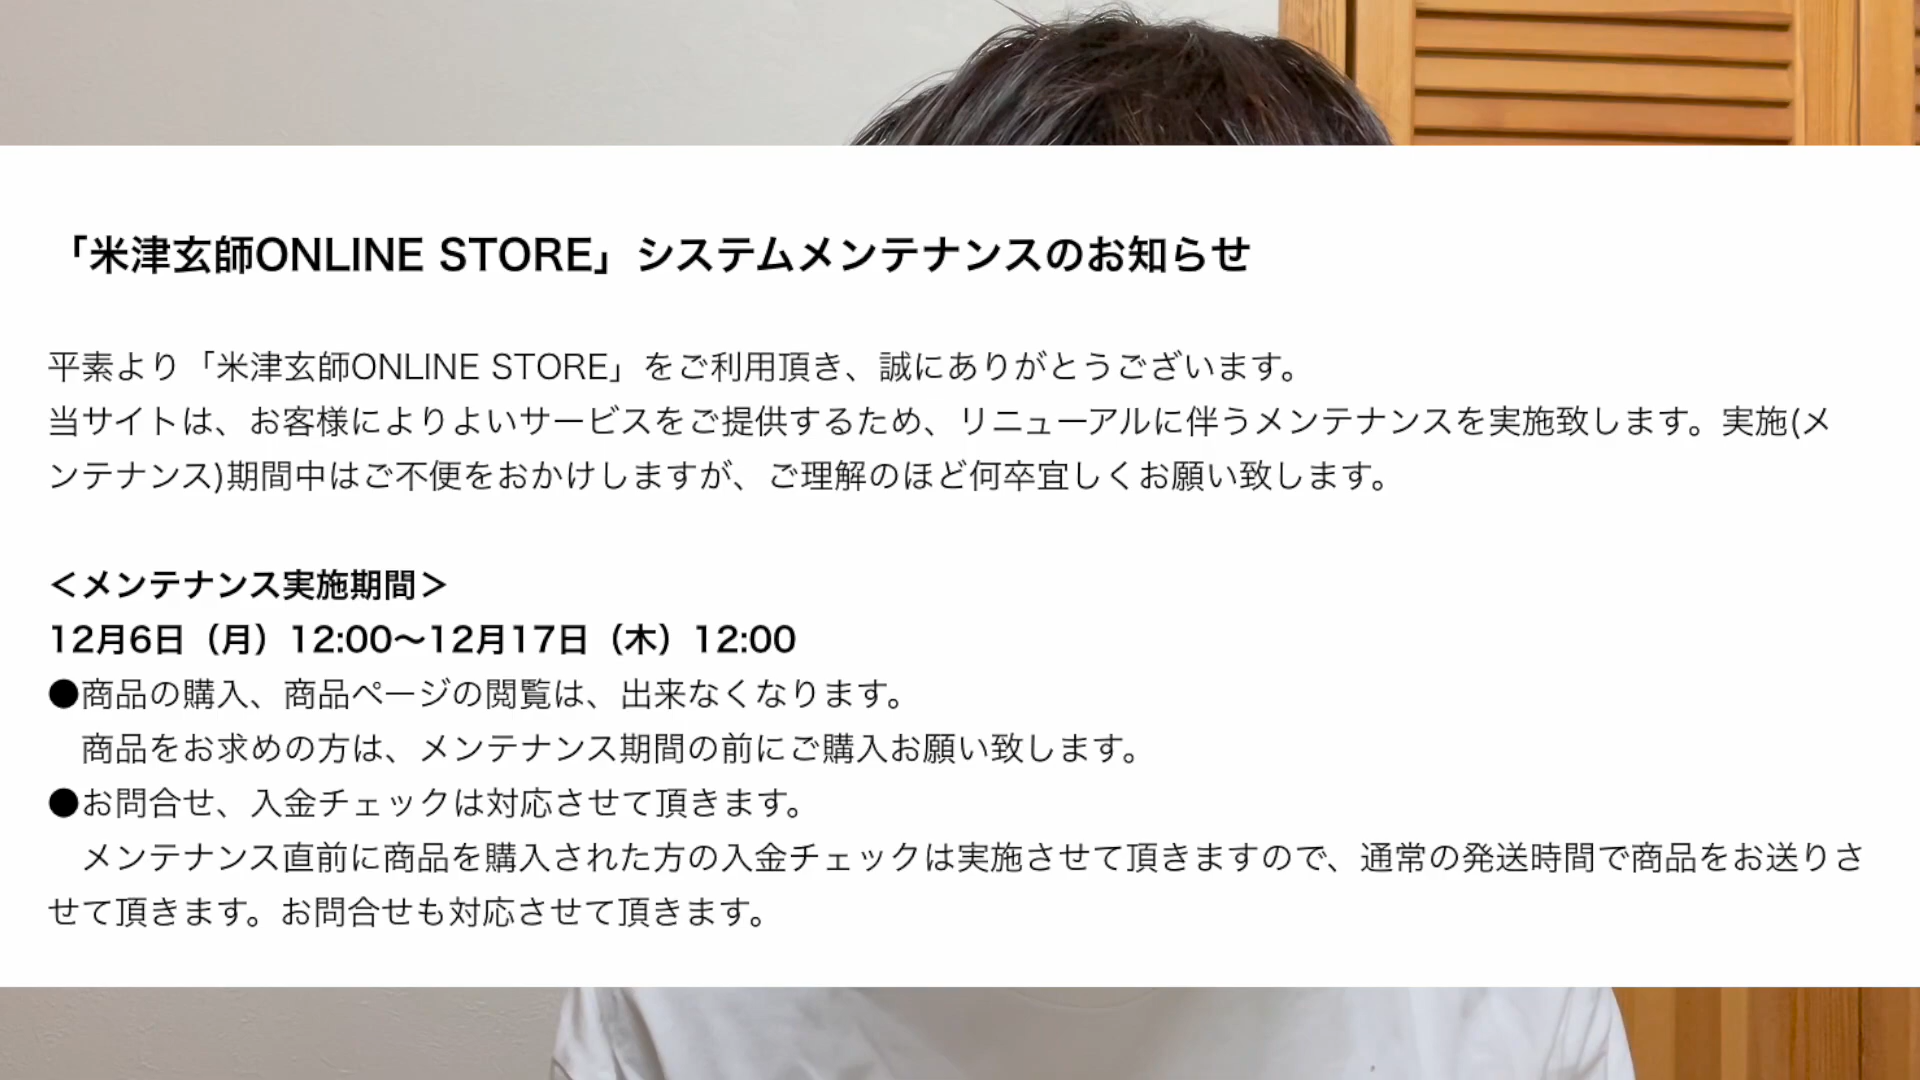 「米津玄師ONLINE STORE」システムメンテナンスのお知らせ
平素より「米津玄師ONLINE STORE」をご利用頂き、誠にありがとうございます。
当サイトは、お客様によりよいサービスをご提供するため、リニューアルに伴うメンテナンスを実施致します。実施(メ
ンテナンス)期間中はご不便をおかけしますが、ご理解のほど何卒宜しくお願い致します。
＜メンテナンス実施期間＞
12月6日（月）12:00〜12月17日（木）12:00
●商品の購入、商品ページの閲覧は、出来なくなります。
商品をお求めの方は、メンテナンス期間の前にご購入お願い致します。
●お問合せ、入金チェックは対応させて頂きます。
メンテナンス直前に商品を購入された方の入金チェックは実施させて頂きますので、通常の発送時間で商品をお送りさ
せて頂きます。お問合せも対応させて頂きます。